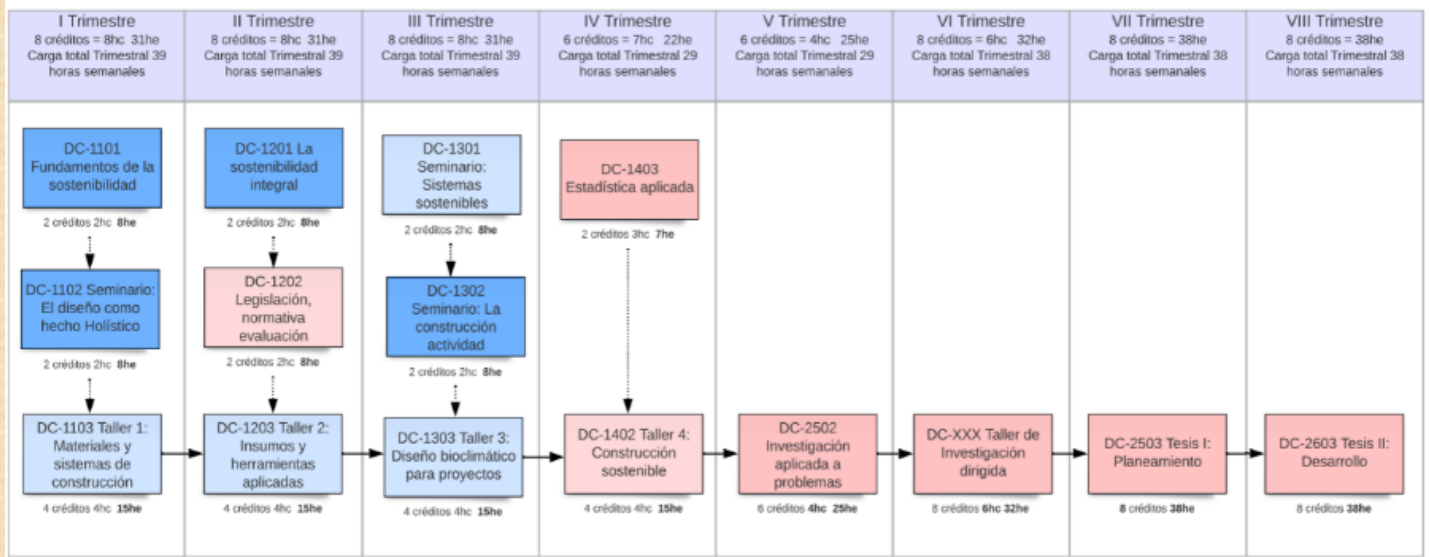 I Trimestre
8 créditos = 8hc 31he
Carga total Trimestral 39
horas semanales
II Trimestre
8 créditos = 8hc 31he
Carga total Trimestral 39
horas semanales
III Trimestre
8 créditos = 8hc 31he
Carga total Trimestral 39
horas semanales
IV Trimestre
6 créditos = 7hc 22he
Carga total Trimestral 29
horas semanales
V Trimestre
6 créditos = 4hc 25he
Carga total Trimestral 29
horas semanales
VI Trimestre
8 créditos = 6hc 32he
Carga total Trimestral 38
horas semanales
VII Trimestre
8 créditos = 38he
Carga total Trimestral 38
horas semanales
VIII Trimestre
8 créditos = 38he
Carga total Trimestral 38
horas semanales
DC-1101
Fundamentos de la
sostenibilidad
2 créditos 2hc 8he
DC-1102 Seminario:
El diseño como
hecho Holístico
2 créditos 2hc 8he
DC-1103 Taller 1:
Materiales y
sistemas de
construcción
4 créditos 4hc 15he
DC-1201 La
sostenibilidad
integral
2 créditos 2hc 8he
DC-1202
Legislación,
normativa
evaluación
2 créditos 2hc 8he
DC-1203 Taller 2:
Insumos y
herramientas
aplicadas
4 créditos 4hc 15he
DC-1301
Seminario:
Sistemas
sostenibles
2 créditos 2hc 8he
DC-1302
Seminario: La
construcción
actividad
2 créditos 2hc 8he
DC-1303 Taller 3:
Diseño bioclimático
para proyectos
4 créditos 4hc 15he
DC-1403
Estadística aplicada
2 créditos 3hc 7he
DC-1402 Taller 4:
Construcción
sostenible
4 créditos 4hc 15he
DC-2502
Investigación
aplicada a
problemas
6 créditos 4hc 25he
DC-XXX Taller de
Investigación
dirigida
8 créditos 6hc 32he
DC-2503 Tesis I:
Planeamiento
8 créditos 38he
DC-2603 Tesis II:
Desarrollo
8 créditos 38he